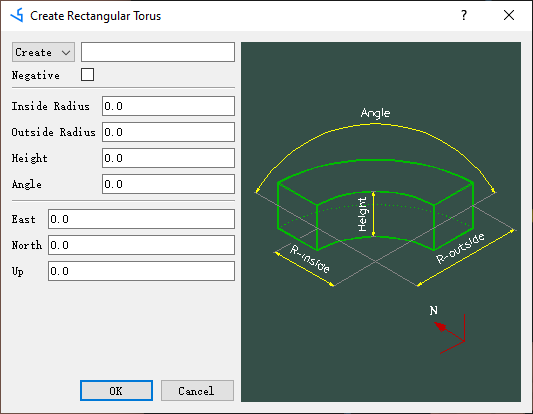 Create Rectangular Torus
Create
Negative
Inside Radius 0.0
Outside Radius 0.0
Height 0.0
Angle 0.0
East 0.0
North 0.0
Up 0.0
OK Cancel
Angle
Height
R-inside
R-outside
N